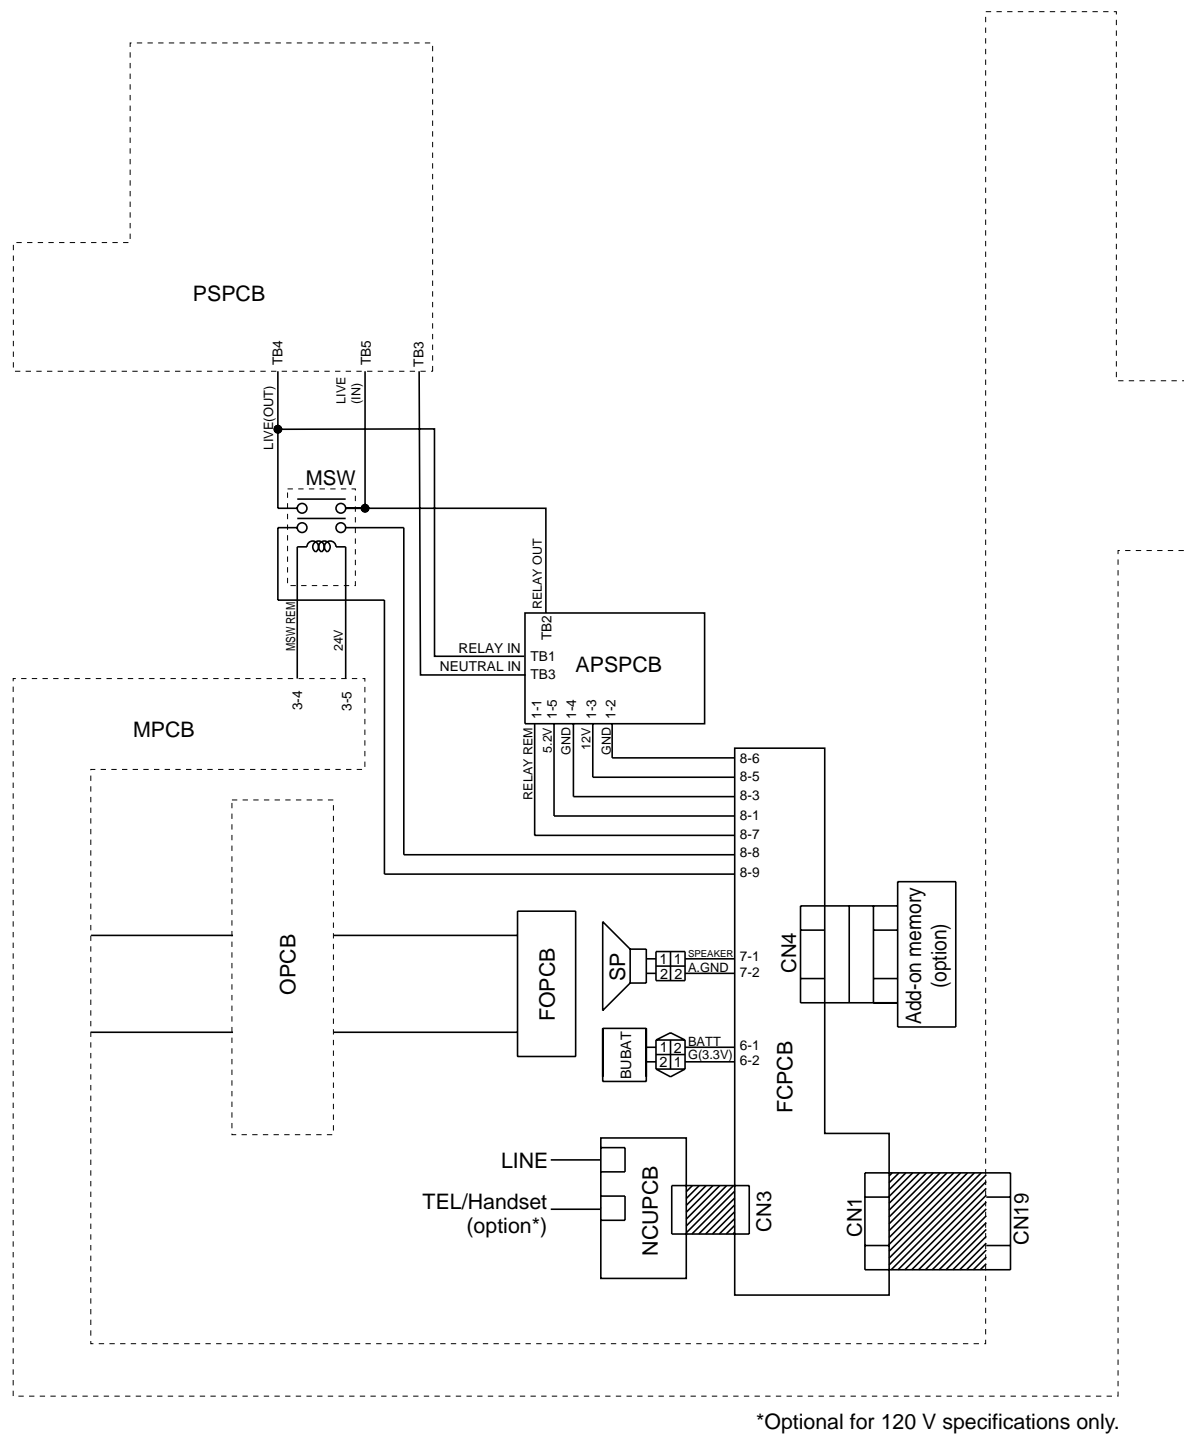 PSPCB
TB4
TB5
TB3
LIVE(OUT)
LIVE
(IN)
MSW
RELAY OUT
MSW REM
24V
TB2
RELAY IN
TB1
NEUTRAL IN
TB3
APSPCB
3-4
3-5
MPCB
1-1
1-5
1-4
1-3
1-2
RELAY REM
5.2V
GND
12V
GND
8-6
8-5
8-3
8-1
8-7
8-8
8-9
OPCB
FOPCB
SP
1 1
2 2
SPEAKER
A.GND
7-1
7-2
CN4
Add-on memory
(option)
BUBAT
1 2
2 1
BATT
G(3.3V)
6-1
6-2
FCPCB
LINE
TEL/Handset
(option*)
NCUPCB
CN3
CN1
CN19
*Optional for 120 V specifications only.